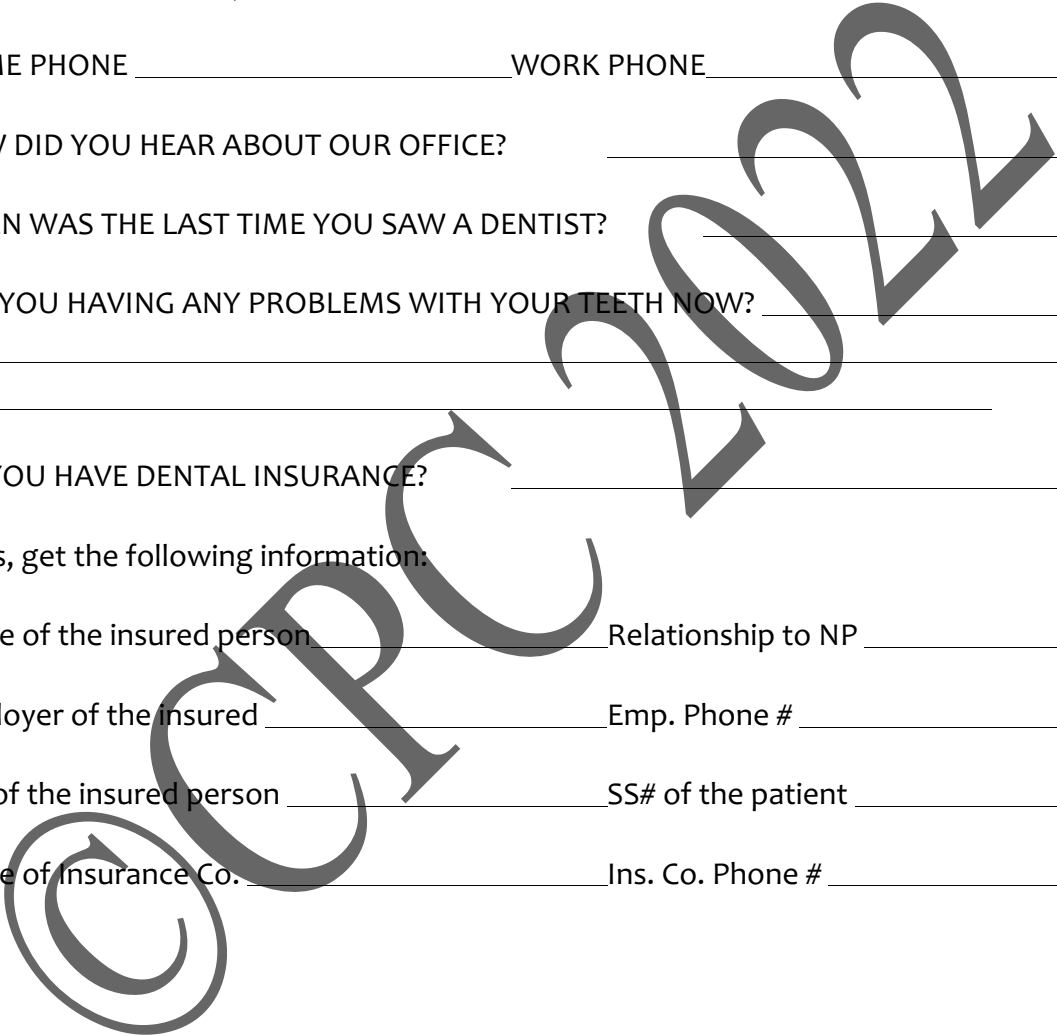 ME PHONE WORK PHONE
W DID YOU HEAR ABOUT OUR OFFICE?
EN WAS THE LAST TIME YOU SAW A DENTIST?
YOU HAVING ANY PROBLEMS WITH YOUR TEETH NOW?
YOU HAVE DENTAL INSURANCE?
s, get the following information:
e of the insured person Relationship to NP
loyer of the insured Emp. Phone #
of the insured person SS# of the patient
e of Insurance Co. Ins. Co. Phone #
©CPC 2022